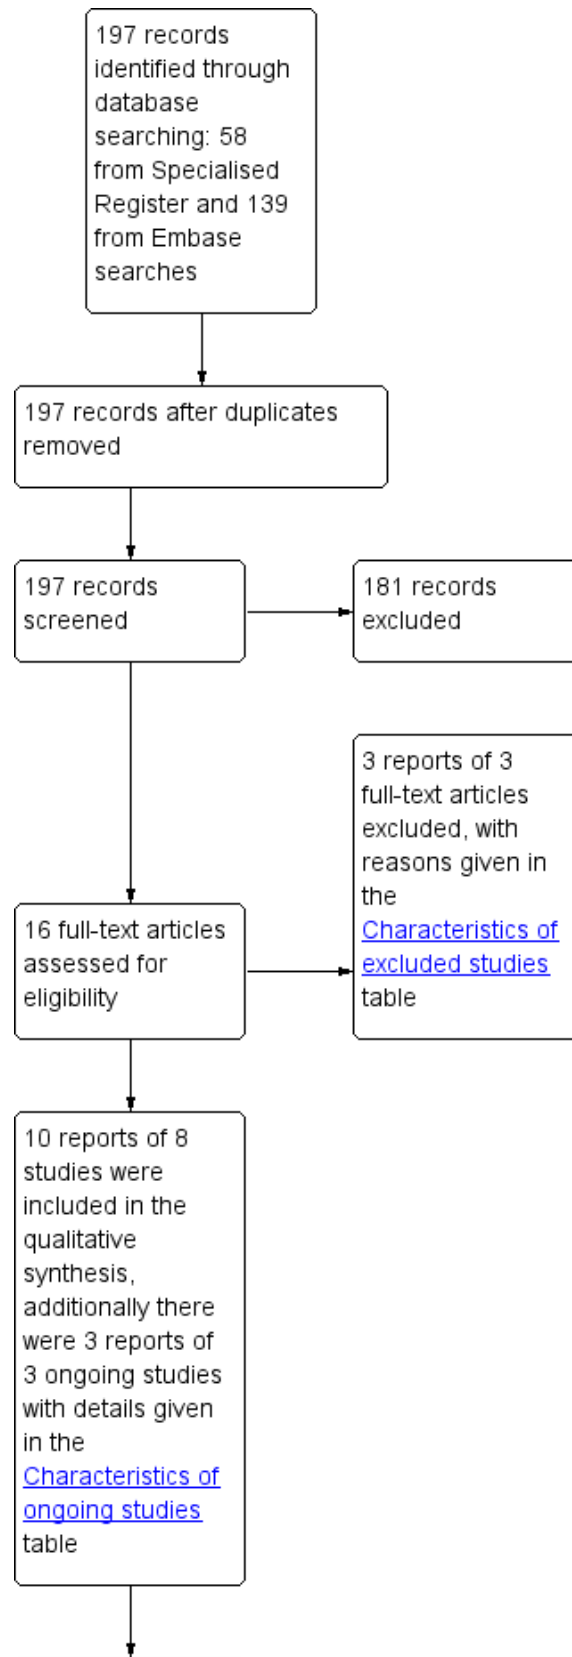 197 records
identified through
database
searching: 58
from Specialised
Register and 139
from Embase
searches
197 records after duplicates
removed
197 records
screened
181 records
excluded
3 reports of 3
full-text articles
excluded, with
reasons given in
the
Characteristics of
excluded studies
table
16 full-text articles
assessed for
eligibility
10 reports of 8
studies were
included in the
qualitative
synthesis,
additionally there
were 3 reports of
3 ongoing studies
with details given
in the
Characteristics of
ongoing studies
table